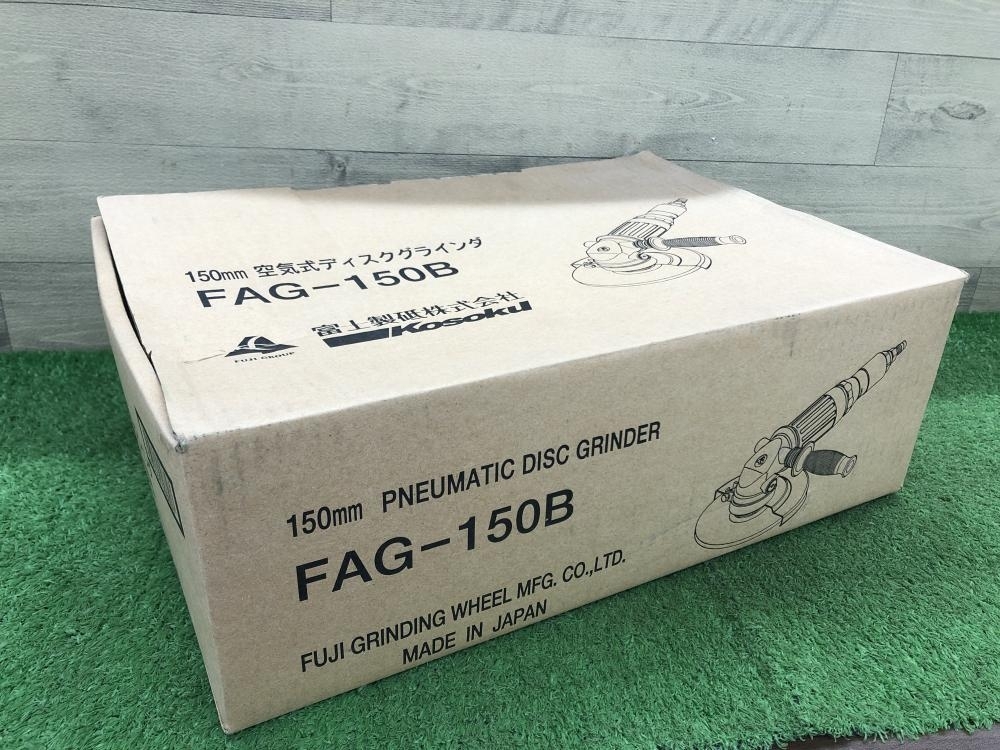 150mm 空気式ディスクグラインダ
FAG-150B
FUJI GROUP
富士製砥株式会社
Kosoku
150mm PNEUMATIC DISC GRINDER
FAG-150B
FUJI GRINDING WHEEL MFG. CO.,LTD.
MADE IN JAPAN